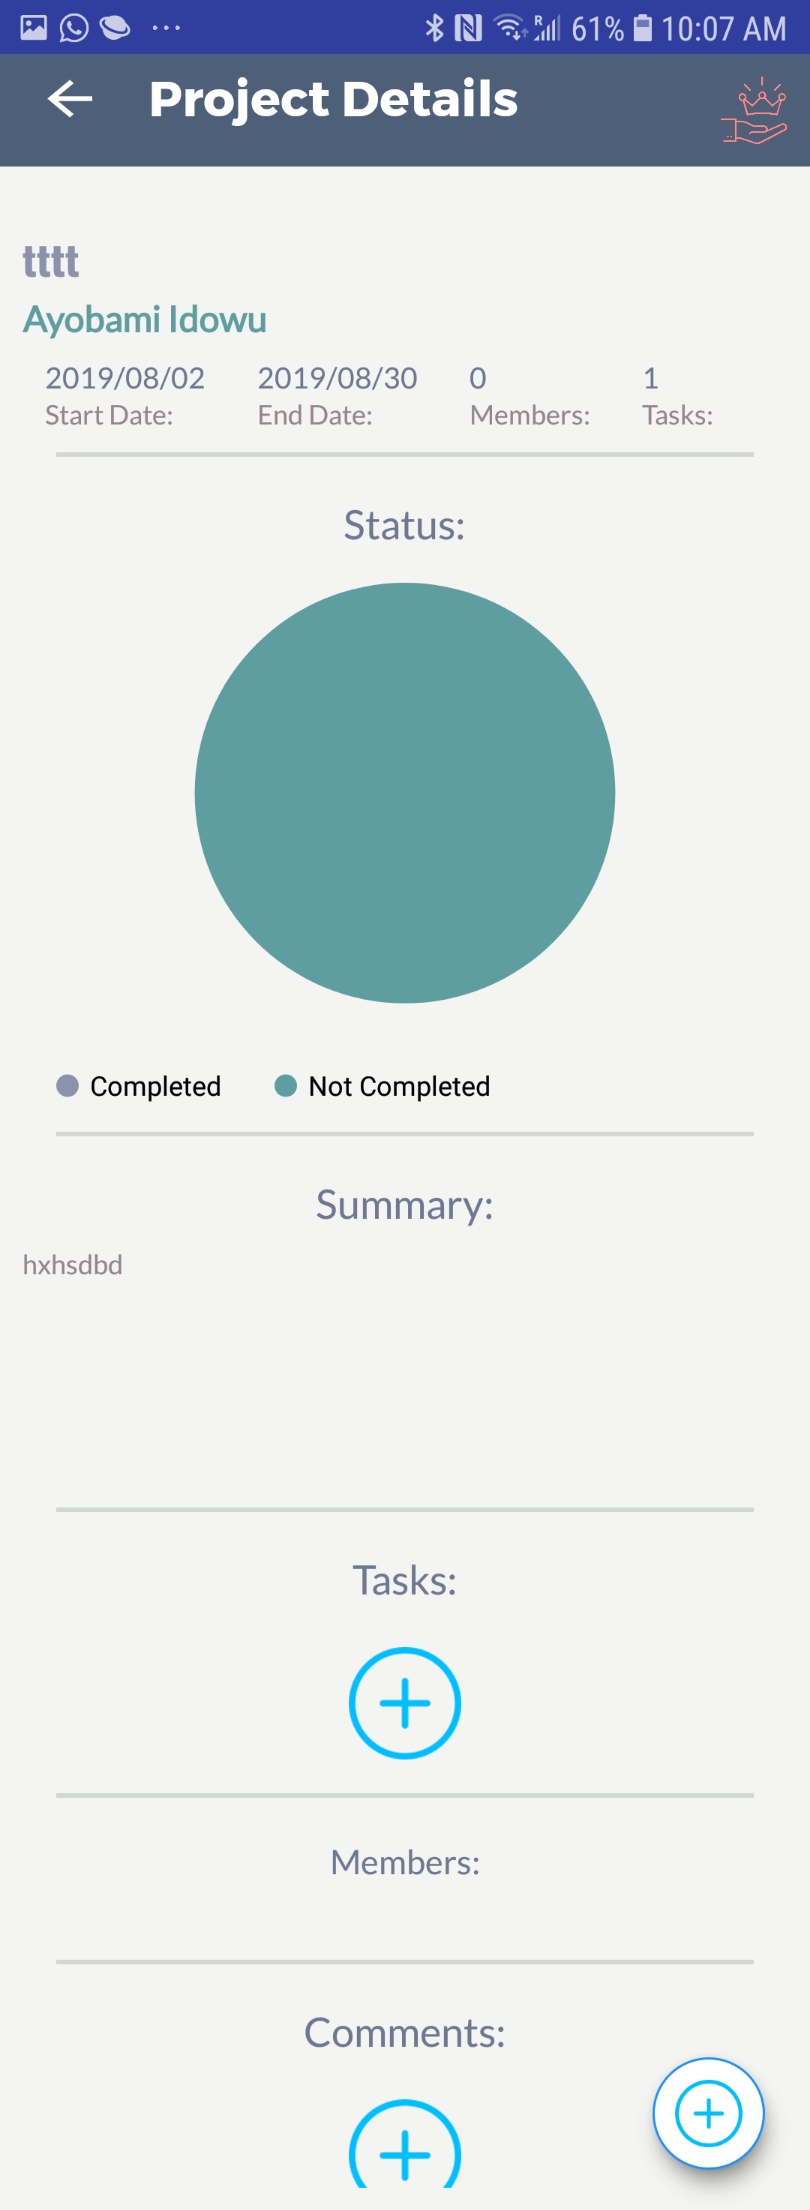 61% 10:07 AM
Project Details
tttt
Ayobami Idowu
2019/08/02 2019/08/30 0 1
Start Date: End Date: Members: Tasks:
Status:
Completed Not Completed
Summary:
hxhsdbd
Tasks:
Members:
Comments: